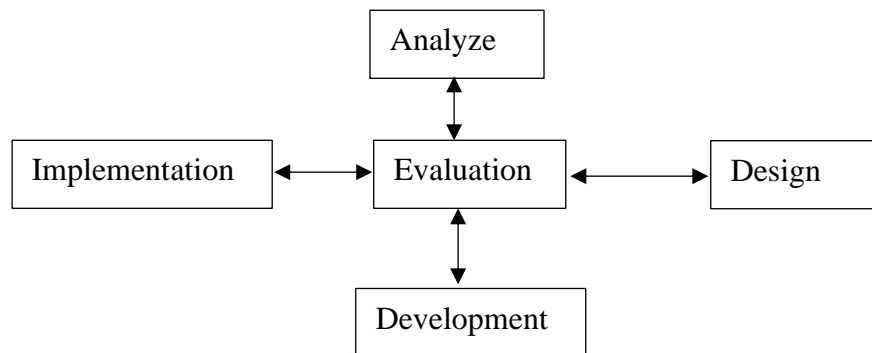 Analyze
Implementation
Evaluation
Design
Development